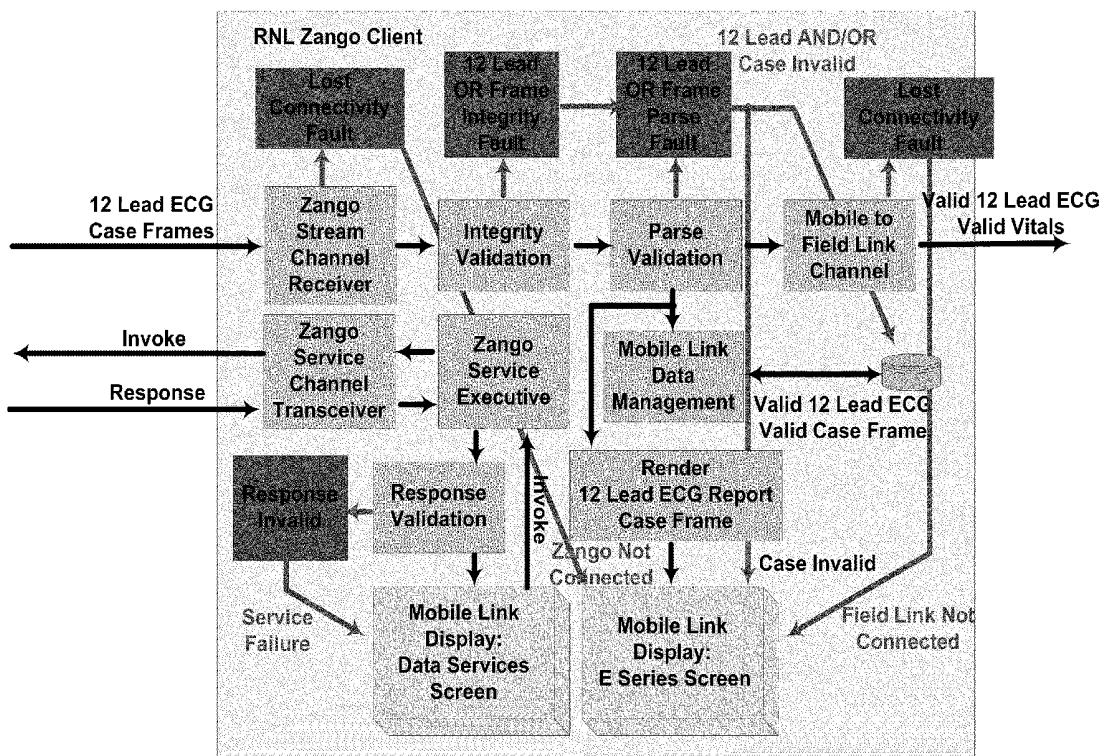 RNL Zango Client
12 Lead AND/OR
Case Invalid
Lost
Connectivity
Fault
12 Lead
OR Frame
Integrity
Fault
12 Lead
OR Frame
Parse
Fault
Lost
Connectivity
Fault
12 Lead ECG
Case Frames
Zango
Stream
Channel
Receiver
Integrity
Validation
Parse
Validation
Mobile to
Field Link
Channel
Valid 12 Lead ECG
Valid Vitals
Invoke
Response
Zango
Service
Channel
Transceiver
Zango
Service
Executive
Mobile Link
Data
Management
Valid 12 Lead ECG
Valid Case Frame
Response
Invalid
Response
Validation
Invoke
Render
12 Lead ECG Report
Case Frame
Zango Not
Connected
Case Invalid
Service
Failure
Mobile Link
Display:
Data Services
Screen
Mobile Link
Display:
E Series Screen
Field Link Not
Connected